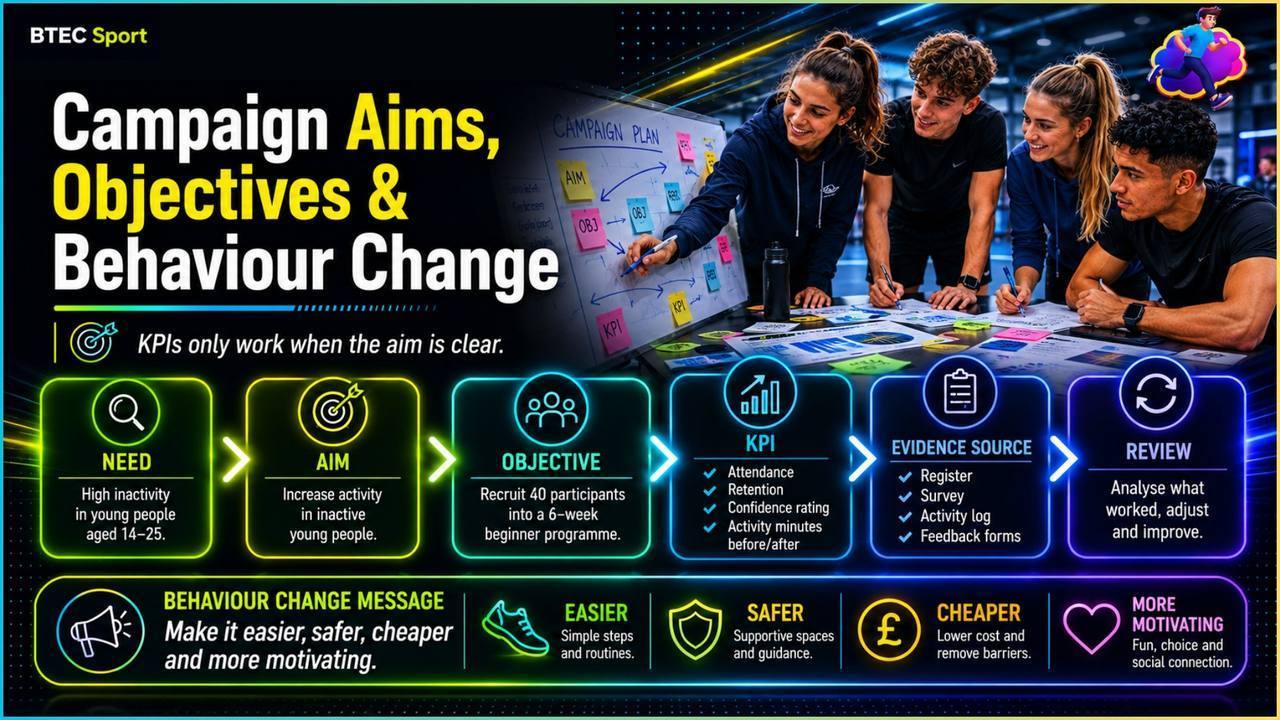 BTEC Sport
Campaign Aims,
Objectives &
Behaviour Change
KPIs only work when the aim is clear.
CAMPAIGN PLAN
AIM
OBJ
OBJ
KPI
KPI
NEED
High inactivity
in young people
aged 14–25.
AIM
Increase activity
in inactive
young people.
OBJECTIVE
Recruit 40 participants
into a 6-week
beginner programme.
KPI
Attendance
Retention
Confidence rating
Activity minutes
before/after
EVIDENCE SOURCE
Register
Survey
Activity log
Feedback forms
REVIEW
Analyse what
worked, adjust
and improve.
BEHAVIOUR CHANGE MESSAGE
Make it easier, safer, cheaper
and more motivating.
EASIER
Simple steps
and routines.
SAFER
Supportive spaces
and guidance.
£
CHEAPER
Lower cost and
remove barriers.
MORE
MOTIVATING
Fun, choice and
social connection.